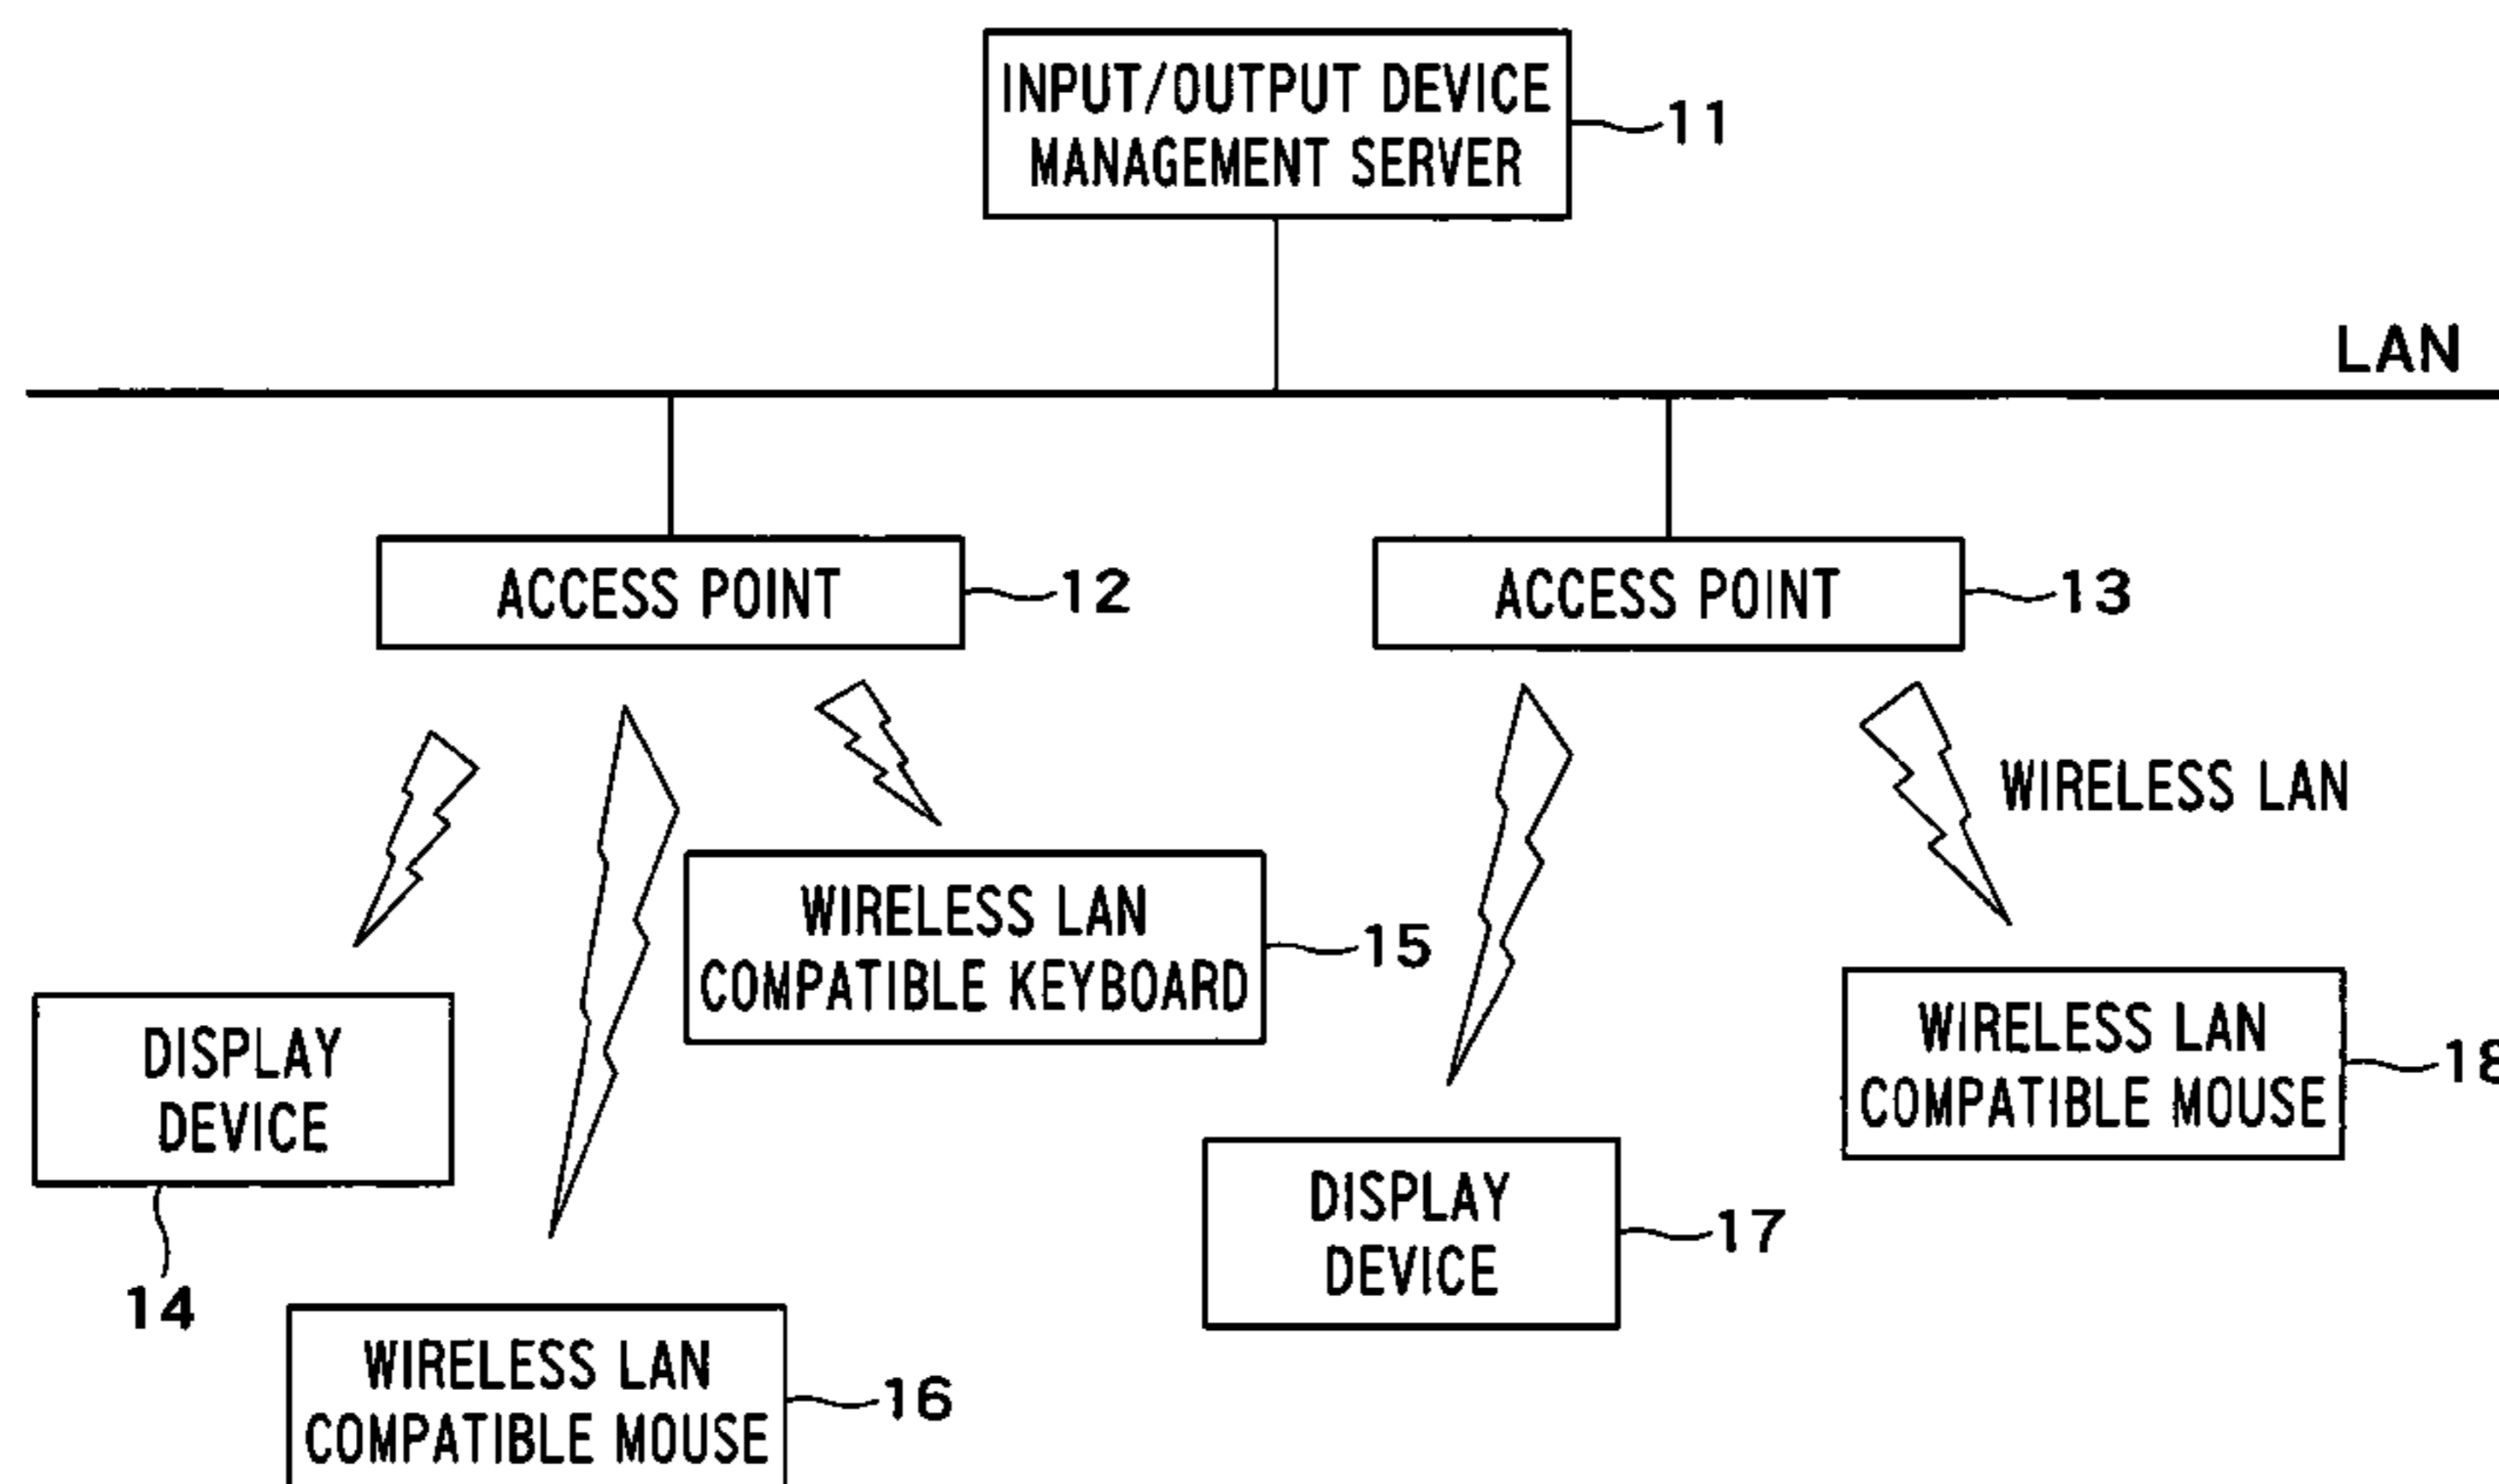 INPUT/OUTPUT DEVICE
MANAGEMENT SERVER
11
LAN
ACCESS POINT
12
ACCESS POINT
13
WIRELESS LAN
WIRELESS LAN
COMPATIBLE KEYBOARD
15
DISPLAY
DEVICE
14
WIRELESS LAN
COMPATIBLE MOUSE
18
DISPLAY
DEVICE
17
WIRELESS LAN
COMPATIBLE MOUSE
16